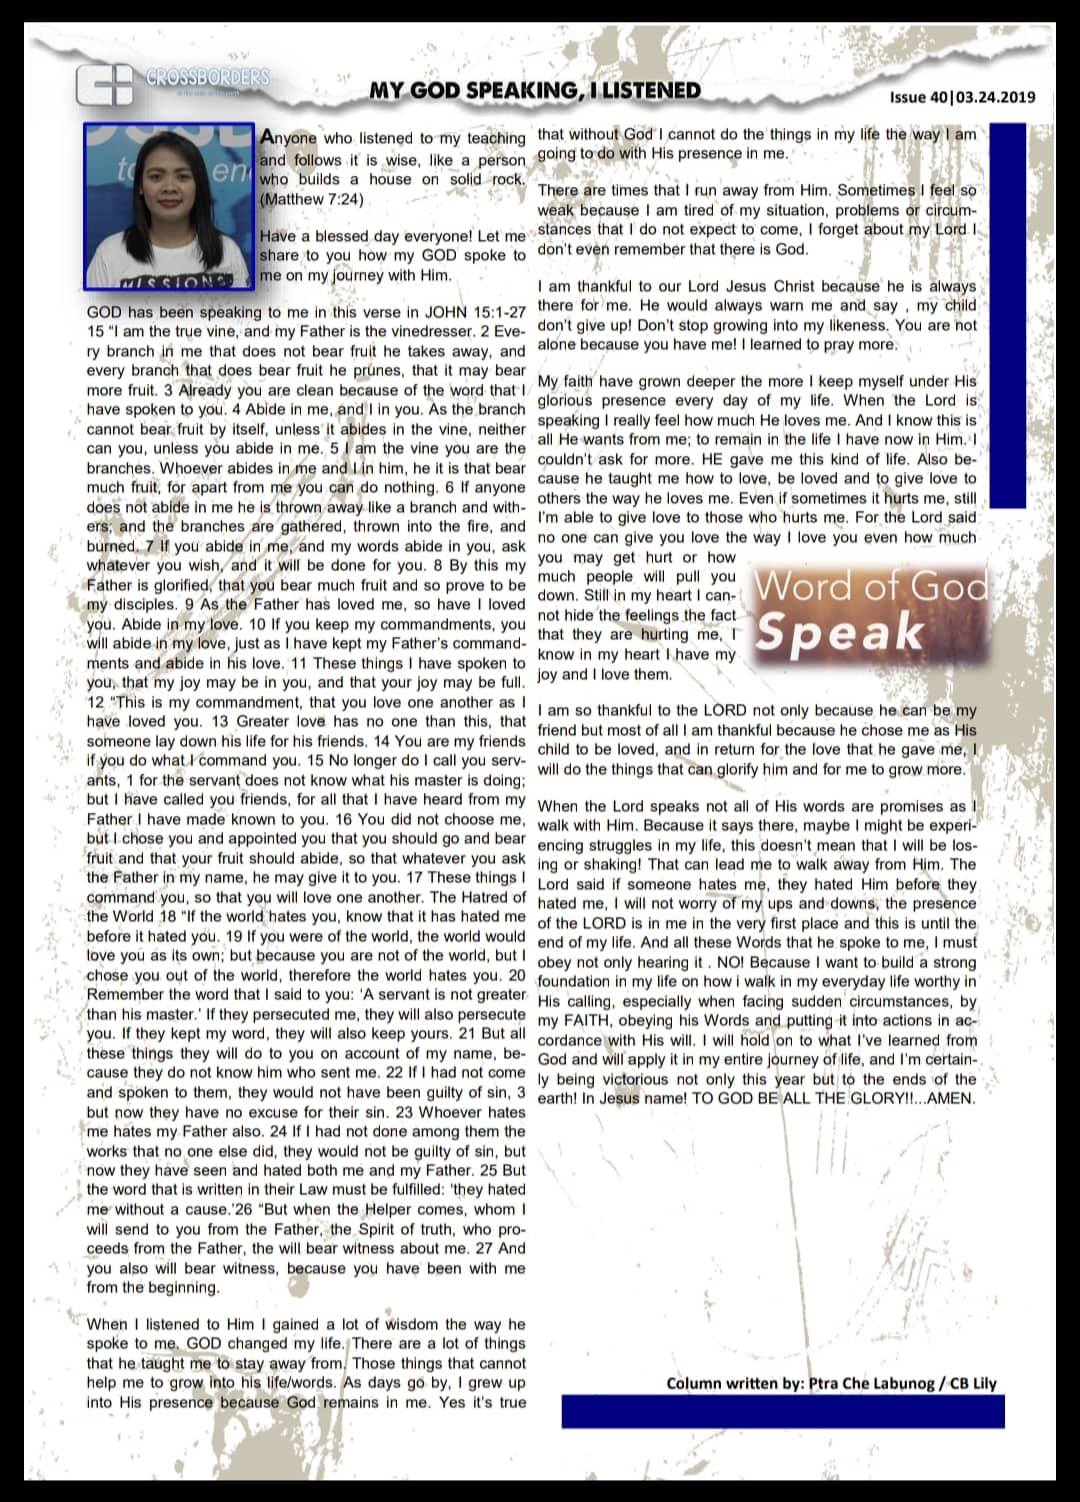 CROSSBORDERS
MY GOD SPEAKING, I LISTENED
Issue 40|03.24.2019
to
en
MISSIONS
Anyone who listened to my teaching
and follows it is wise, like a person
who builds a house on solid rock.
(Matthew 7:24)
Have a blessed day everyone! Let me
share to you how my GOD spoke to
me on my journey with Him.
GOD has been speaking to me in this verse in JOHN 15:1-27
15 "I am the true vine, and my Father is the vinedresser. 2 Eve-
ry branch in me that does not bear fruit he takes away, and
every branch that does bear fruit he prunes, that it may bear
more fruit. 3 Already you are clean because of the word that I
have spoken to you. 4 Abide in me, and I in you. As the branch
cannot bear fruit by itself, unless it abides in the vine, neither
can you, unless you abide in me. 5 I am the vine you are the
branches. Whoever abides in me and I in him, he it is that bear
much fruit, for apart from me you can do nothing. 6 If anyone
does not abide in me he is thrown away like a branch and with-
ers; and the branches are gathered, thrown into the fire, and
burned. 7 If you abide in me, and my words abide in you, ask
whatever you wish, and it will be done for you. 8 By this my
Father is glorified, that you bear much fruit and so prove to be
my disciples. 9 As the Father has loved me, so have I loved
you. Abide in my love. 10 If you keep my commandments, you
will abide in my love, just as I have kept my Father's command-
ments and abide in his love. 11 These things I have spoken to
you, that my joy may be in you, and that your joy may be full.
12 "This is my commandment, that you love one another as I
have loved you. 13 Greater love has no one than this, that
someone lay down his life for his friends. 14 You are my friends
if you do what I command you. 15 No longer do I call you serv-
ants, 1 for the servant does not know what his master is doing;
but I have called you friends, for all that I have heard from my
Father I have made known to you. 16 You did not choose me,
but I chose you and appointed you that you should go and bear
fruit and that your fruit should abide, so that whatever you ask
the Father in my name, he may give it to you. 17 These things I
command you, so that you will love one another. The Hatred of
the World 18 "If the world hates you, know that it has hated me
before it hated you. 19 If you were of the world, the world would
love you as its own; but because you are not of the world, but I
chose you out of the world, therefore the world hates you. 20
Remember the word that I said to you: 'A servant is not greater
than his master.' If they persecuted me, they will also persecute
you. If they kept my word, they will also keep yours. 21 But all
these things they will do to you on account of my name, be-
cause they do not know him who sent me. 22 If I had not come
and spoken to them, they would not have been guilty of sin, 3
but now they have no excuse for their sin. 23 Whoever hates
me hates my Father also. 24 If I had not done among them the
works that no one else did, they would not be guilty of sin, but
now they have seen and hated both me and my Father. 25 But
the word that is written in their Law must be fulfilled: 'they hated
me without a cause.'26 "But when the Helper comes, whom I
will send to you from the Father, the Spirit of truth, who pro-
ceeds from the Father, the will bear witness about me. 27 And
you also will bear witness, because you have been with me
from the beginning.
When I listened to Him I gained a lot of wisdom the way he
spoke to me. GOD changed my life. There are a lot of things
that he taught me to stay away from. Those things that cannot
help me to grow into his life/words. As days go by, I grew up
into His presence because God remains in me. Yes it's true
that without God I cannot do the things in my life the way I am
going to do with His presence in me.
There are times that I run away from Him. Sometimes I feel so
weak because I am tired of my situation, problems or circum-
stances that I do not expect to come, I forget about my Lord I
don't even remember that there is God.
I am thankful to our Lord Jesus Christ because he is always
there for me. He would always warn me and say , my child
don't give up! Don't stop growing into my likeness. You are not
alone because you have me! I learned to pray more.
My faith have grown deeper the more I keep myself under His
glorious presence every day of my life. When the Lord is
speaking I really feel how much He loves me. And I know this is
all He wants from me; to remain in the life I have now in Him. I
couldn't ask for more. HE gave me this kind of life. Also be-
cause he taught me how to love, be loved and to give love to
others the way he loves me. Even if sometimes it hurts me, still
I'm able to give love to those who hurts me. For the Lord said
no one can give you love the way I love you even how much
you may get hurt or how
much people will pull you
down. Still in my heart I can-
not hide the feelings the fact
that they are hurting me, I
know in my heart I have my
joy and I love them.
Word of God
Speak
I am so thankful to the LORD not only because he can be my
friend but most of all I am thankful because he chose me as His
child to be loved, and in return for the love that he gave me, I
will do the things that can glorify him and for me to grow more.
When the Lord speaks not all of His words are promises as I
walk with Him. Because it says there, maybe I might be experi-
encing struggles in my life, this doesn't mean that I will be los-
ing or shaking! That can lead me to walk away from Him. The
Lord said if someone hates me, they hated Him before they
hated me, I will not worry of my ups and downs, the presence
of the LORD is in me in the very first place and this is until the
end of my life. And all these Words that he spoke to me, I must
obey not only hearing it . NO! Because I want to build a strong
foundation in my life on how i walk in my everyday life worthy in
His calling, especially when facing sudden circumstances, by
my FAITH, obeying his Words and putting it into actions in ac-
cordance with His will. I will hold on to what I've learned from
God and will apply it in my entire journey of life, and I'm certain-
ly being victorious not only this year but to the ends of the
earth! In Jesus name! TO GOD BE ALL THE GLORY!!...AMEN.
Column written by: Ptra Che Labunog / CB Lily